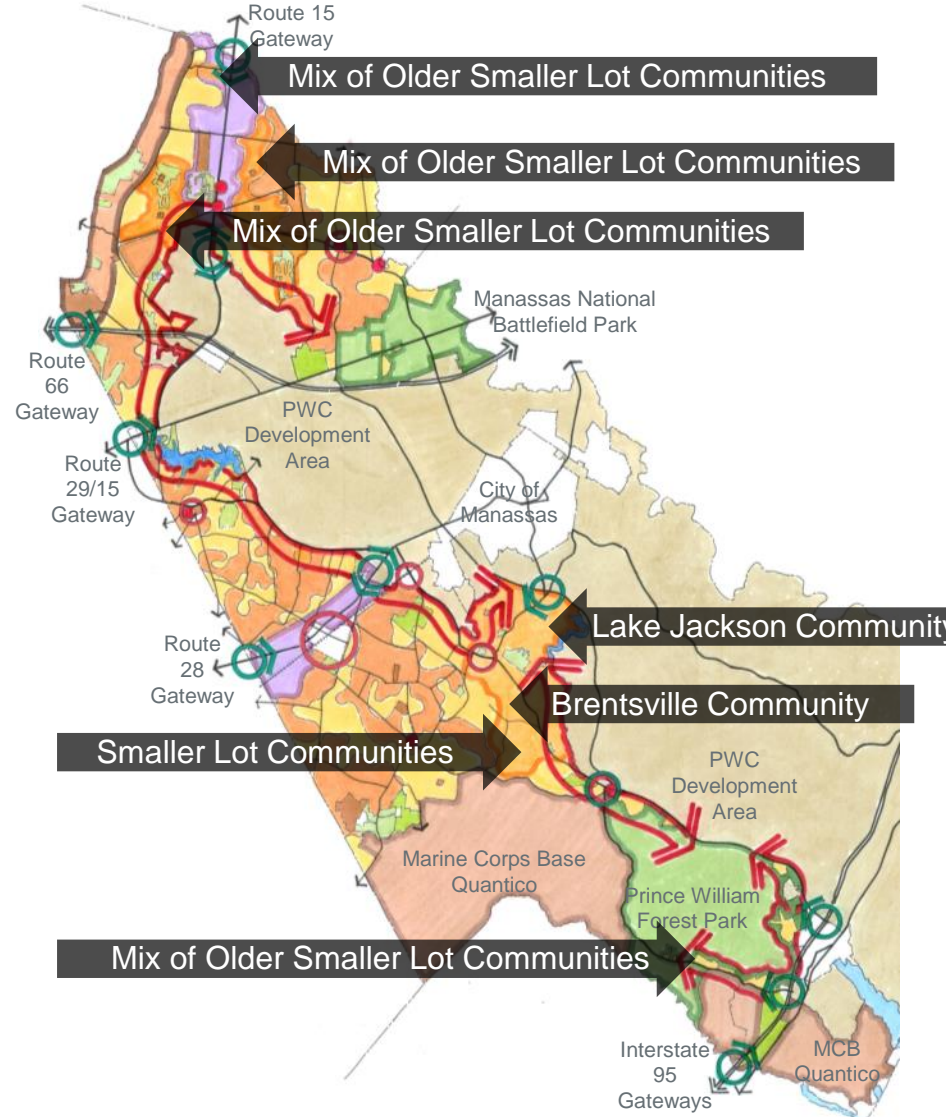 Route 15
Gateway
Mix of Older Smaller Lot Communities
Mix of Older Smaller Lot Communities
Mix of Older Smaller Lot Communities
Manassas National
Battlefield Park
Route
66
Gateway
PWC
Development
Area
Route
29/15
Gateway
City of
Manassas
Lake Jackson Community
Route
28
Gateway
Brentsville Community
Smaller Lot Communities
PWC
Development
Area
Marine Corps Base
Quantico
Prince William
Forest Park
Mix of Older Smaller Lot Communities
Interstate
95
Gateways
MCB
Quantico